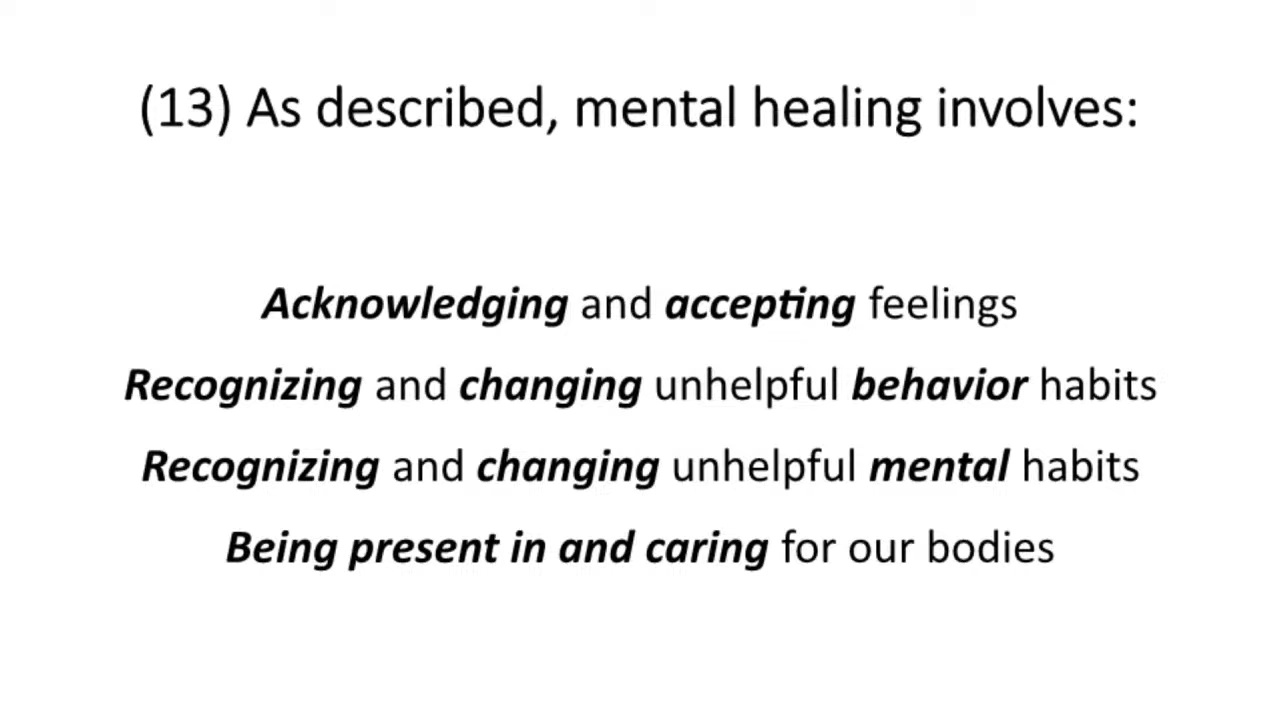 (13) As described, mental healing involves:
Acknowledging and accepting feelings
Recognizing and changing unhelpful behavior habits
Recognizing and changing unhelpful mental habits
Being present in and caring for our bodies